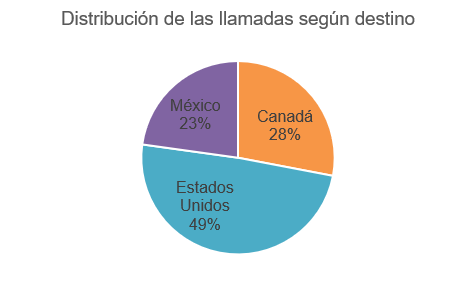 Distribución de las llamadas según destino
México
23%
Canadá
28%
Estados
Unidos
49%